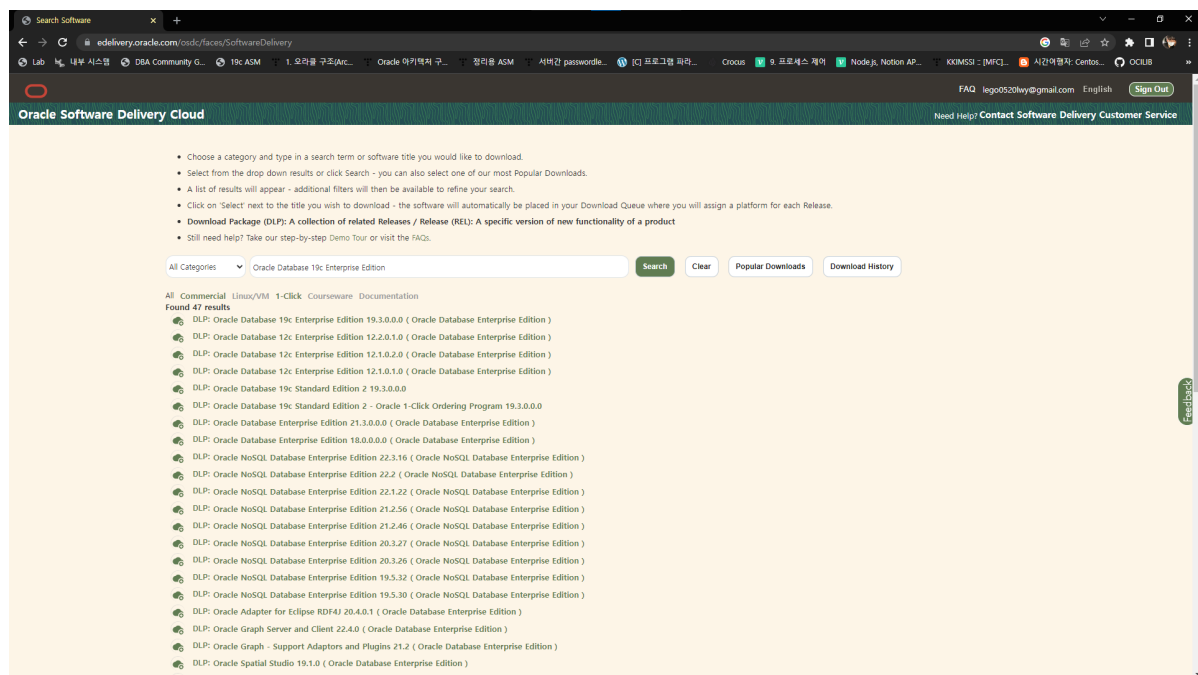 Search Software
edelivery.oracle.com/osdc/faces/SoftwareDelivery
Lab 내부 시스템 DBA Community G... 19c ASM 1. 오라클 구조(Arc... Oracle 아키텍처 구... 정리용 ASM 서버간 passwordle... [C] 프로그램 파라... Crocus 9. 프로세스 제어 Node.js, Notion AP... KKIMSSI :: [MFC]... 시간여행자: Centos... OCILIB »
FAQ lego0520lwy@gmail.com English Sign Out
Oracle Software Delivery Cloud Need Help? Contact Software Delivery Customer Service
• Choose a category and type in a search term or software title you would like to download.
• Select from the drop down results or click Search - you can also select one of our most Popular Downloads.
• A list of results will appear - additional filters will then be available to refine your search.
• Click on 'Select' next to the title you wish to download - the software will automatically be placed in your Download Queue where you will assign a platform for each Release.
• Download Package (DLP): A collection of related Releases / Release (REL): A specific version of new functionality of a product
• Still need help? Take our step-by-step Demo Tour or visit the FAQs.
All Categories Oracle Database 19c Enterprise Edition Search Clear Popular Downloads Download History
All Commercial Linux/VM 1-Click Courseware Documentation
Found 47 results
DLP: Oracle Database 19c Enterprise Edition 19.3.0.0.0 ( Oracle Database Enterprise Edition )
DLP: Oracle Database 12c Enterprise Edition 12.2.0.1.0 ( Oracle Database Enterprise Edition )
DLP: Oracle Database 12c Enterprise Edition 12.1.0.2.0 ( Oracle Database Enterprise Edition )
DLP: Oracle Database 12c Enterprise Edition 12.1.0.1.0 ( Oracle Database Enterprise Edition )
DLP: Oracle Database 19c Standard Edition 2 19.3.0.0.0
DLP: Oracle Database 19c Standard Edition 2 - Oracle 1-Click Ordering Program 19.3.0.0.0
DLP: Oracle Database Enterprise Edition 21.3.0.0.0 ( Oracle Database Enterprise Edition )
DLP: Oracle Database Enterprise Edition 18.0.0.0.0 ( Oracle Database Enterprise Edition )
DLP: Oracle NoSQL Database Enterprise Edition 22.3.16 ( Oracle NoSQL Database Enterprise Edition )
DLP: Oracle NoSQL Database Enterprise Edition 22.2 ( Oracle NoSQL Database Enterprise Edition )
DLP: Oracle NoSQL Database Enterprise Edition 22.1.22 ( Oracle NoSQL Database Enterprise Edition )
DLP: Oracle NoSQL Database Enterprise Edition 21.2.56 ( Oracle NoSQL Database Enterprise Edition )
DLP: Oracle NoSQL Database Enterprise Edition 21.2.46 ( Oracle NoSQL Database Enterprise Edition )
DLP: Oracle NoSQL Database Enterprise Edition 20.3.27 ( Oracle NoSQL Database Enterprise Edition )
DLP: Oracle NoSQL Database Enterprise Edition 20.3.26 ( Oracle NoSQL Database Enterprise Edition )
DLP: Oracle NoSQL Database Enterprise Edition 19.5.32 ( Oracle NoSQL Database Enterprise Edition )
DLP: Oracle NoSQL Database Enterprise Edition 19.5.30 ( Oracle NoSQL Database Enterprise Edition )
DLP: Oracle Adapter for Eclipse RDF4J 20.4.0.1 ( Oracle Database Enterprise Edition )
DLP: Oracle Graph Server and Client 22.4.0 ( Oracle Database Enterprise Edition )
DLP: Oracle Graph - Support Adaptors and Plugins 21.2 ( Oracle Database Enterprise Edition )
DLP: Oracle Spatial Studio 19.1.0 ( Oracle Database Enterprise Edition )
Feedback